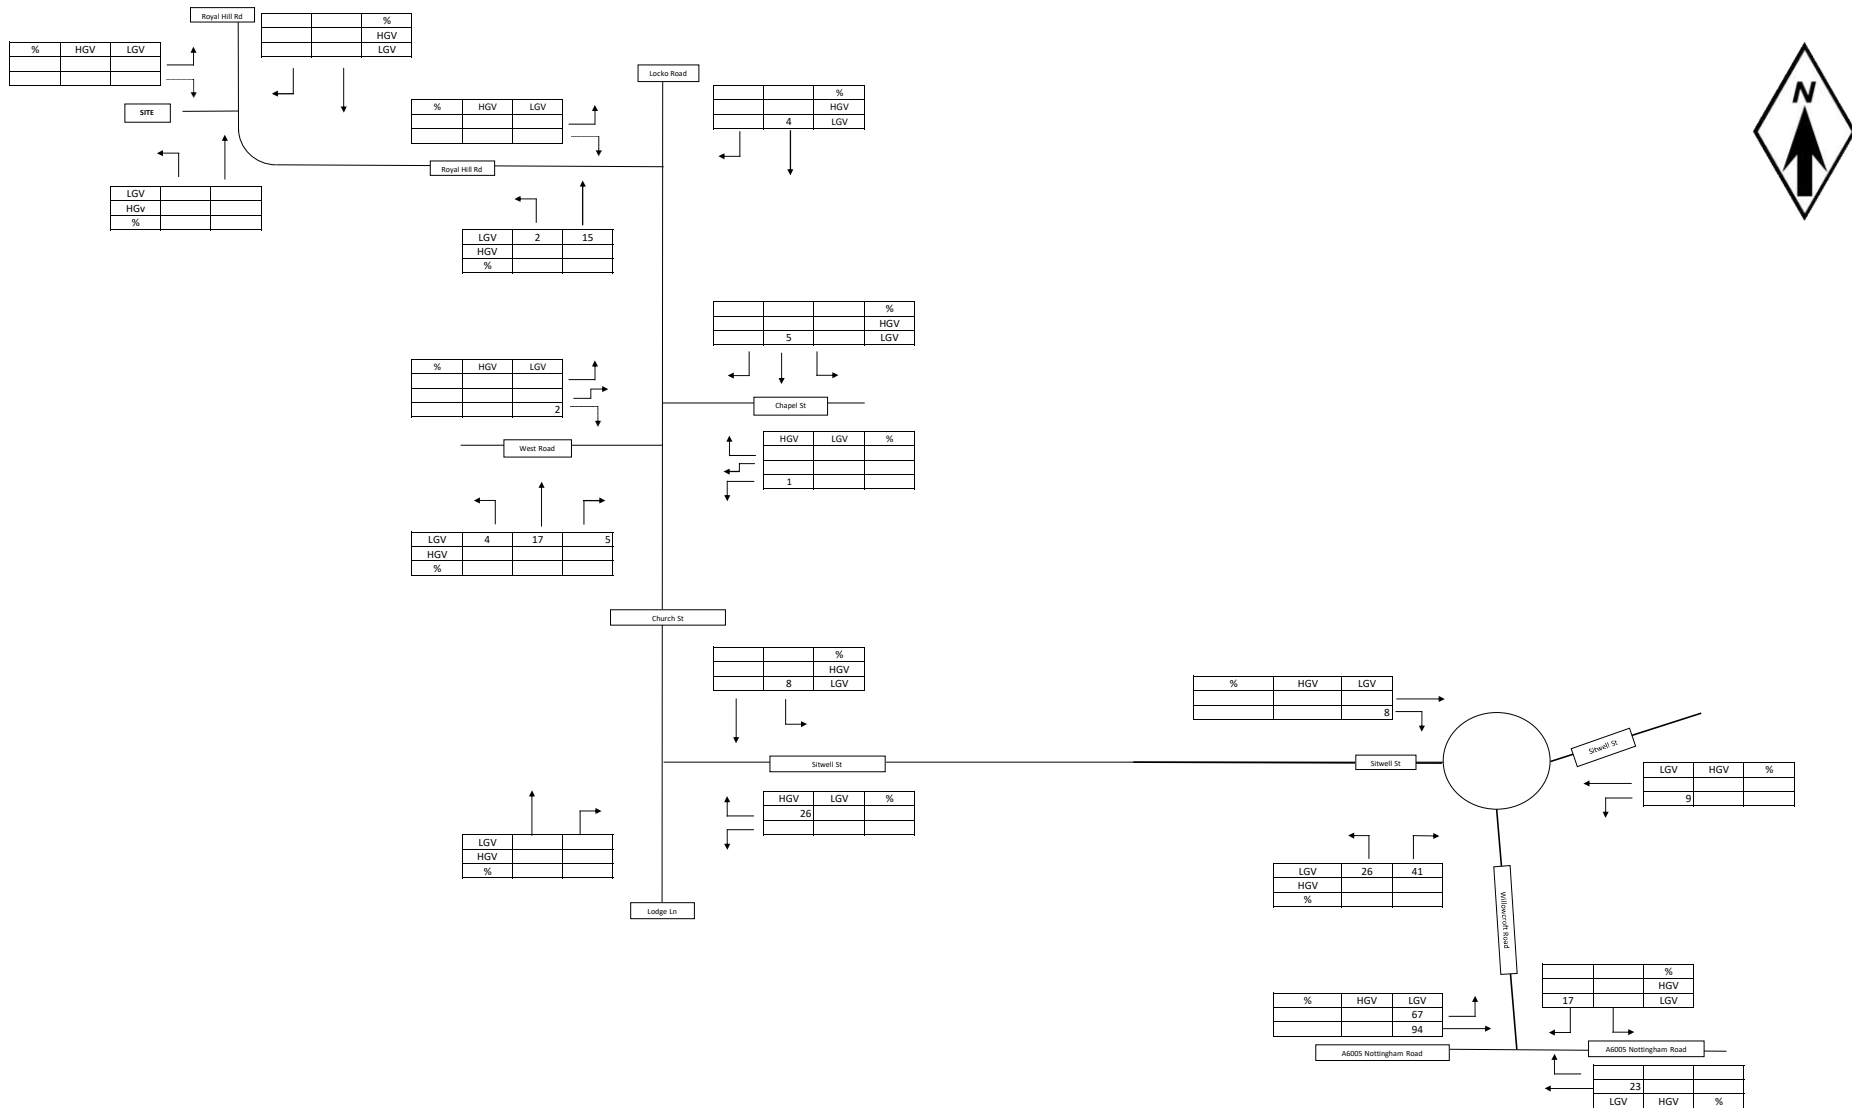 Royal Hill Rd
%
HGV
LGV
% HGV LGV
SITE
LGV
HGv
%
Locko Road
% HGV LGV
%
HGV
4 LGV
Royal Hill Rd
LGV 2 15
HGV
%
%
HGV
5 LGV
% HGV LGV
2
Chapel St
West Road
HGV LGV %
1
LGV 4 17 5
HGV
%
Church St
%
HGV
8 LGV
Sitwell St
HGV LGV %
26
LGV
HGV
%
Lodge Ln
% HGV LGV
8
Sitwell St
Sitwell St
LGV HGV %
9
LGV 26 41
HGV
%
Willowcroft Road
%
HGV
17 LGV
% HGV LGV
67
94
A6005 Nottingham Road
A6005 Nottingham Road
23
LGV HGV %
N